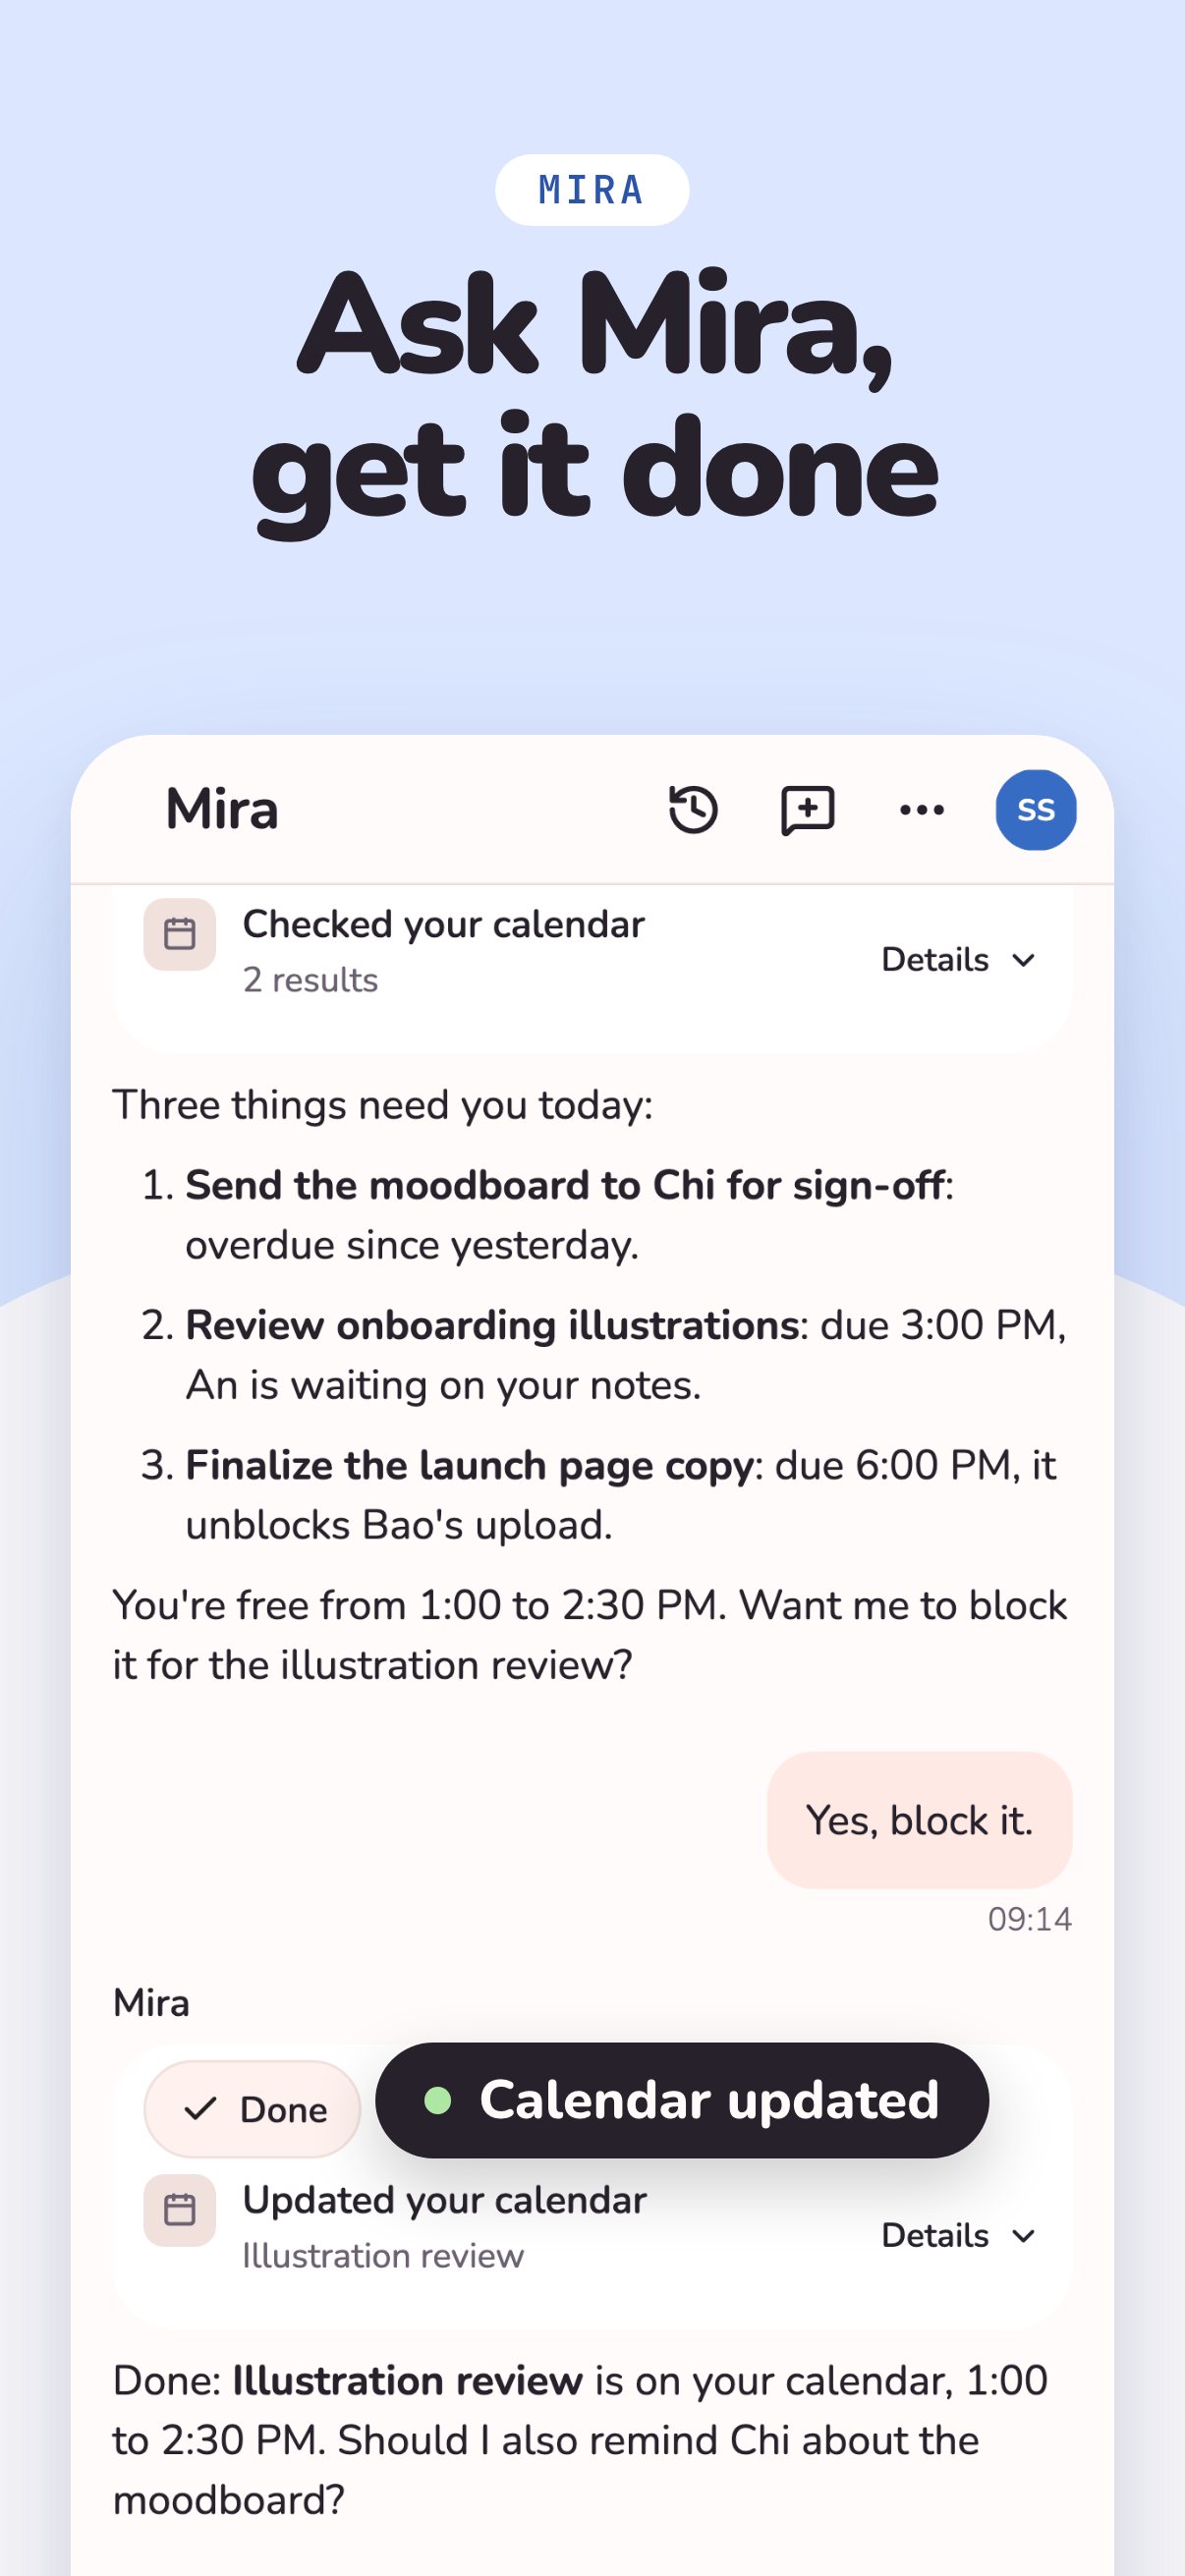 MIRA
Ask Mira,
get it done
Mira
SS
Checked your calendar
2 results
Details
Three things need you today:
1. Send the moodboard to Chi for sign-off:
overdue since yesterday.
2. Review onboarding illustrations: due 3:00 PM,
An is waiting on your notes.
3. Finalize the launch page copy: due 6:00 PM, it
unblocks Bao's upload.
You're free from 1:00 to 2:30 PM. Want me to block
it for the illustration review?
Yes, block it.
09:14
Mira
Done
Calendar updated
Updated your calendar
Illustration review
Details
Done: Illustration review is on your calendar, 1:00
to 2:30 PM. Should I also remind Chi about the
moodboard?